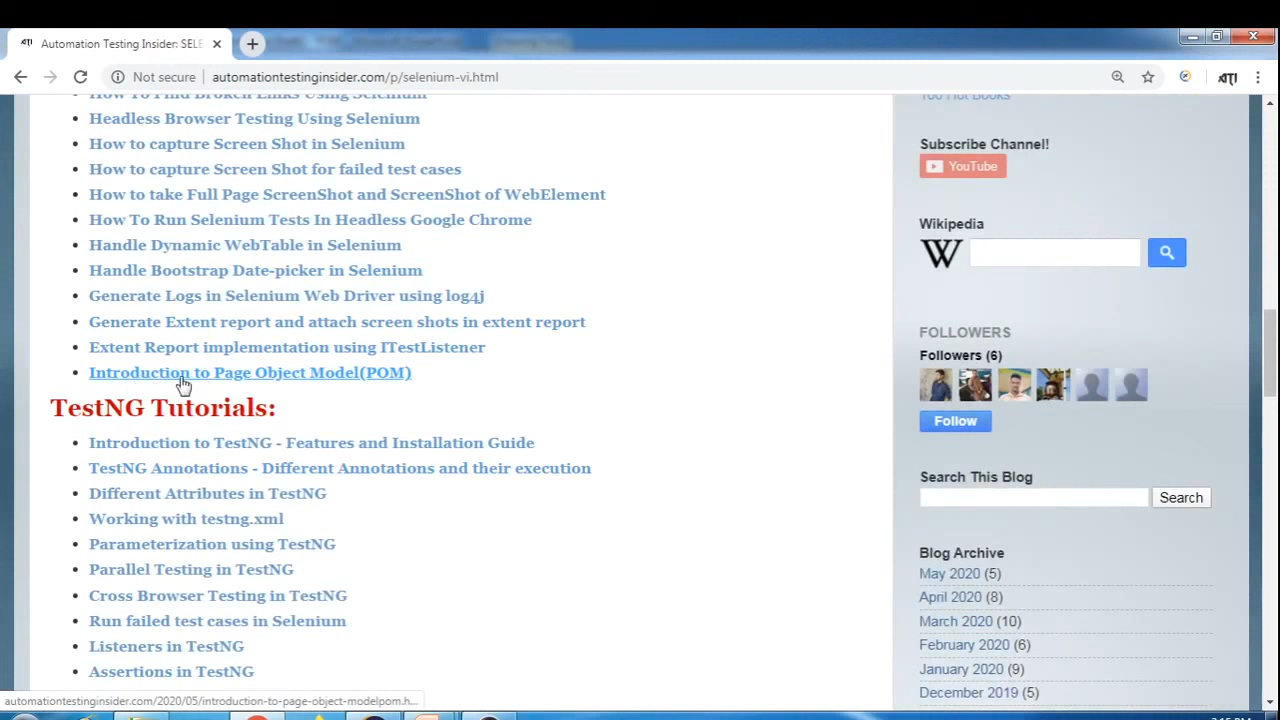 Automation Testing Insider: SELE
Not secure
automationtestinginsider.com/p/selenium-vi.html
ATI
How To Find Broken Links Using Selenium
Headless Browser Testing Using Selenium
How to capture Screen Shot in Selenium
How to capture Screen Shot for failed test cases
How to take Full Page ScreenShot and ScreenShot of WebElement
How To Run Selenium Tests In Headless Google Chrome
Handle Dynamic WebTable in Selenium
Handle Bootstrap Date-picker in Selenium
Generate Logs in Selenium Web Driver using log4j
Generate Extent report and attach screen shots in extent report
Extent Report implementation using ITestListener
Introduction to Page Object Model(POM)
TestNG Tutorials:
Introduction to TestNG - Features and Installation Guide
TestNG Annotations - Different Annotations and their execution
Different Attributes in TestNG
Working with testng.xml
Parameterization using TestNG
Parallel Testing in TestNG
Cross Browser Testing in TestNG
Run failed test cases in Selenium
Listeners in TestNG
Assertions in TestNG
automationtestinginsider.com/2020/05/introduction-to-page-object-modelpom.h...
Subscribe Channel!
YouTube
Wikipedia
W
FOLLOWERS
Followers (6)
Follow
Search This Blog
Search
Blog Archive
May 2020 (5)
April 2020 (8)
March 2020 (10)
February 2020 (6)
January 2020 (9)
December 2019 (5)